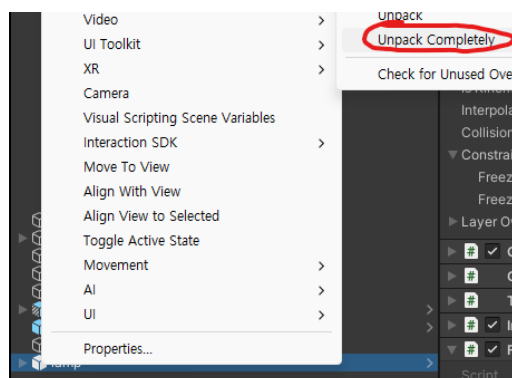 Video
UI Toolkit
XR
Camera
Visual Scripting Scene Variables
Interaction SDK
Move To View
Align With View
Align View to Selected
Toggle Active State
Movement
AI
UI
Properties...
Unpack
Unpack Completely
Check for Unused Ove
Interpola
Collision
Constrai
Freez
Freez
Layer O
Script